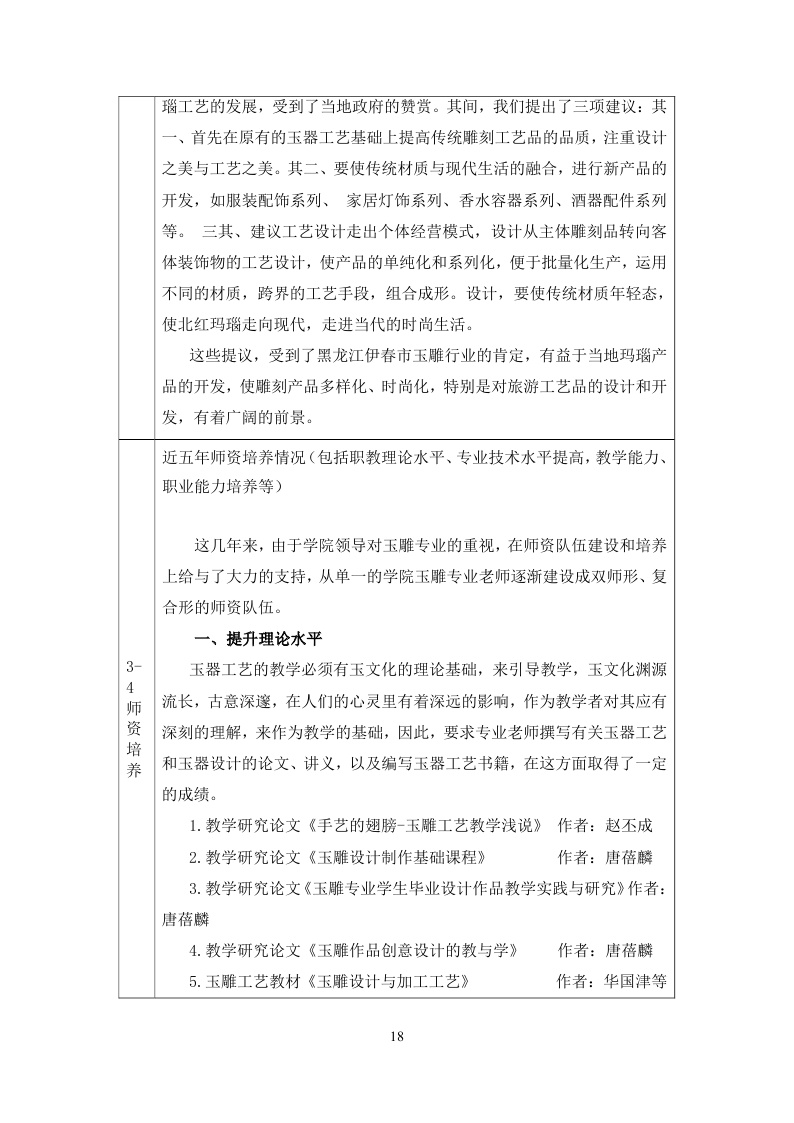 瑙工艺的发展，受到了当地政府的赞赏。其间，我们提出了三项建议：其
一、首先在原有的玉器工艺基础上提高传统雕刻工艺品的品质，注重设计
之美与工艺之美。其二、要使传统材质与现代生活的融合，进行新产品的
开发，如服装配饰系列、 家居灯饰系列、香水容器系列、酒器配件系列
等。 三其、建议工艺设计走出个体经营模式，设计从主体雕刻品转向客
体装饰物的工艺设计，使产品的单纯化和系列化，便于批量化生产，运用
不同的材质，跨界的工艺手段，组合成形。设计，要使传统材质年轻态，
使北红玛瑙走向现代，走进当代的时尚生活。
这些提议，受到了黑龙江伊春市玉雕行业的肯定，有益于当地玛瑙产
品的开发，使雕刻产品多样化、时尚化，特别是对旅游工艺品的设计和开
发，有着广阔的前景。
3-
4
师
资
培
养
近五年师资培养情况（包括职教理论水平、专业技术水平提高，教学能力、
职业能力培养等）
这几年来，由于学院领导对玉雕专业的重视，在师资队伍建设和培养
上给与了大力的支持，从单一的学院玉雕专业老师逐渐建设成双师形、复
合形的师资队伍。
一、提升理论水平
玉器工艺的教学必须有玉文化的理论基础，来引导教学，玉文化渊源
流长，古意深邃，在人们的心灵里有着深远的影响，作为教学者对其应有
深刻的理解，来作为教学的基础，因此，要求专业老师撰写有关玉器工艺
和玉器设计的论文、讲义，以及编写玉器工艺书籍，在这方面取得了一定
的成绩。
1.教学研究论文《手艺的翅膀-玉雕工艺教学浅说》 作者：赵丕成
2.教学研究论文《玉雕设计制作基础课程》 作者：唐蓓麟
3.教学研究论文《玉雕专业学生毕业设计作品教学实践与研究》作者：
唐蓓麟
4.教学研究论文《玉雕作品创意设计的教与学》 作者：唐蓓麟
5.玉雕工艺教材《玉雕设计与加工工艺》 作者：华国津等
18